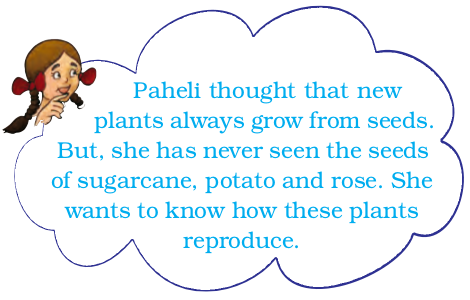 Paheli thought that new
plants always grow from seeds.
But, she has never seen the seeds
of sugarcane, potato and rose. She
wants to know how these plants
reproduce.